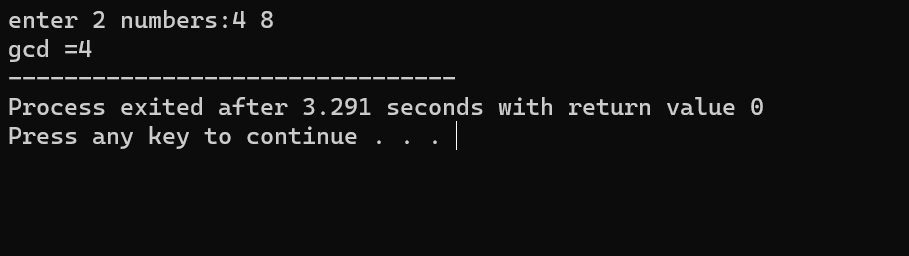 enter 2 numbers:4 8
gcd =4
--------------------------------
Process exited after 3.291 seconds with return value 0
Press any key to continue . . .